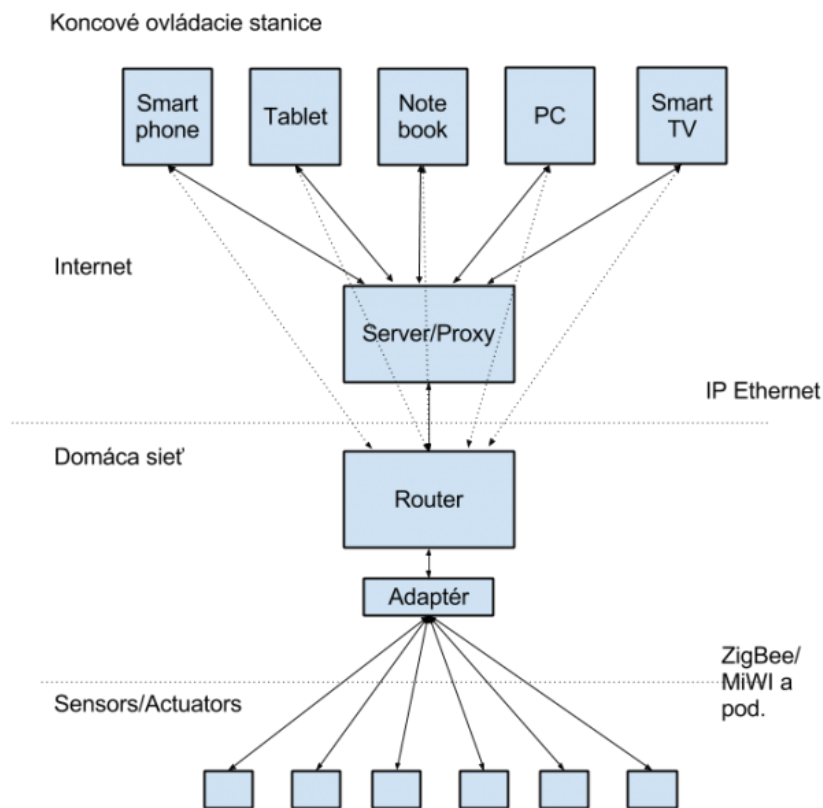 Koncové ovládacie stanice
Smart
phone
Tablet
Note
book
PC
Smart
TV
Internet
Server/Proxy
IP Ethernet
Domáca sieť
Router
Adaptér
ZigBee/
MiWI a
pod.
Sensors/Actuators